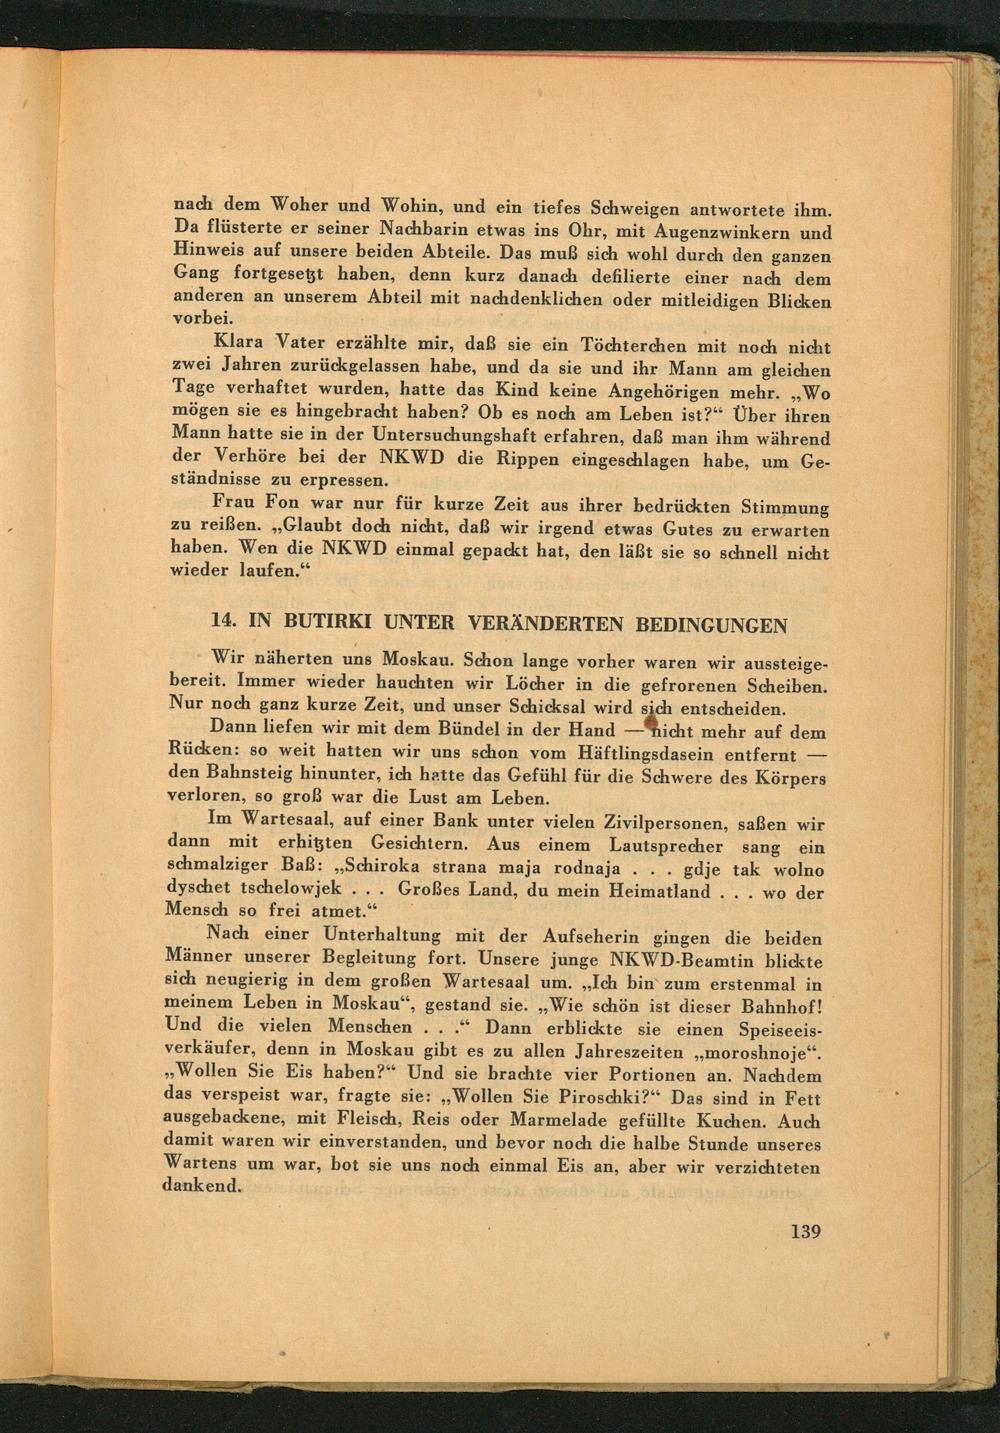 nach dem Woher und Wohin, und ein tiefes Schweigen antwortete ihm.
Da flüsterte er seiner Nachbarin etwas ins Ohr, mit Augenzwinkern und
Hinweis auf unsere beiden Abteile. Das muß sich wohl durch den ganzen
Gang fortgesetzt haben, denn kurz danach defilierte einer nach dem
anderen an unserem Abteil mit nachdenklichen oder mitleidigen Blicken
vorbei.
Klara Vater erzählte mir, daß sie ein Töchterchen mit noch nicht
zwei Jahren zurückgelassen habe, und da sie und ihr Mann am gleichen
Tage verhaftet wurden, hatte das Kind keine Angehörigen mehr. „Wo
mögen sie es hingebracht haben? Ob es noch am Leben ist?“ Über ihren
Mann hatte sie in der Untersuchungshaft erfahren, daß man ihm während
der Verhöre bei der NKWD die Rippen eingeschlagen habe, um Ge-
ständnisse zu erpressen.
Frau Fon war nur für kurze Zeit aus ihrer bedrückten Stimmung
zu reißen. „Glaubt doch nicht, daß wir irgend etwas Gutes zu erwarten
haben. Wen die NKWD einmal gepackt hat, den läßt sie so schnell nicht
wieder laufen.“
14. IN BUTIRKI UNTER VERÄNDERTEN BEDINGUNGEN
Wir näherten uns Moskau. Schon lange vorher waren wir aussteige-
bereit. Immer wieder hauchten wir Löcher in die gefrorenen Scheiben.
Nur noch ganz kurze Zeit, und unser Schicksal wird sich entscheiden.
Dann liefen wir mit dem Bündel in der Hand — nicht mehr auf dem
Rücken: so weit hatten wir uns schon vom Häftlingsdasein entfernt —
den Bahnsteig hinunter, ich hatte das Gefühl für die Schwere des Körpers
verloren, so groß war die Lust am Leben.
Im Wartesaal, auf einer Bank unter vielen Zivilpersonen, saßen wir
dann mit erhitzten Gesichtern. Aus einem Lautsprecher sang ein
schmalziger Baß: „Schiroka strana maja rodnaja . . . gdje tak wolno
dyschet tschelowjek . . . Großes Land, du mein Heimatland . . . wo der
Mensch so frei atmet.“
Nach einer Unterhaltung mit der Aufseherin gingen die beiden
Männer unserer Begleitung fort. Unsere junge NKWD-Beamtin blickte
sich neugierig in dem großen Wartesaal um. „Ich bin zum erstenmal in
meinem Leben in Moskau“, gestand sie. „Wie schön ist dieser Bahnhof!
Und die vielen Menschen . . .“ Dann erblickte sie einen Speiseeis-
verkäufer, denn in Moskau gibt es zu allen Jahreszeiten „moroshnoje“.
„Wollen Sie Eis haben?“ Und sie brachte vier Portionen an. Nachdem
das verspeist war, fragte sie: „Wollen Sie Piroschki?“ Das sind in Fett
ausgebackene, mit Fleisch, Reis oder Marmelade gefüllte Kuchen. Auch
damit waren wir einverstanden, und bevor noch die halbe Stunde unseres
Wartens um war, bot sie uns noch einmal Eis an, aber wir verzichteten
dankend.
139